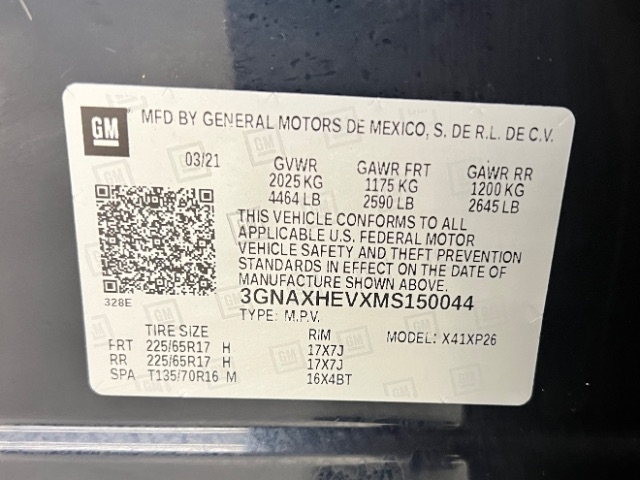 GM MFD BY GENERAL MOTORS DE MEXICO, S. DE R.L. DE C.V.
03/21 GVWR GAWR FRT GAWR RR
2025 KG 1175 KG 1200 KG
4464 LB 2590 LB 2645 LB
THIS VEHICLE CONFORMS TO ALL
APPLICABLE U.S. FEDERAL MOTOR
VEHICLE SAFETY AND THEFT PREVENTION
STANDARDS IN EFFECT ON THE DATE OF
MANUFACTURE SHOWN ABOVE.
328E 3GNAXHEVXMS150044
TYPE: M.P.V. MODEL: X41XP26
TIRE SIZE RIM
FRT 225/65R17 H 17X7J
RR 225/65R17 H 17X7J
SPA T135/70R16 M 16X4BT